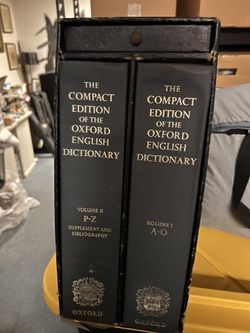 THE
COMPACT
EDITION
OF THE
OXFORD
ENGLISH
DICTIONARY
VOLUME II
P-Z
SUPPLEMENT AND
BIBLIOGRAPHY
OXFORD
THE
COMPACT
EDITION
OF THE
OXFORD
ENGLISH
DICTIONARY
VOLUME I
A-O
OXFORD